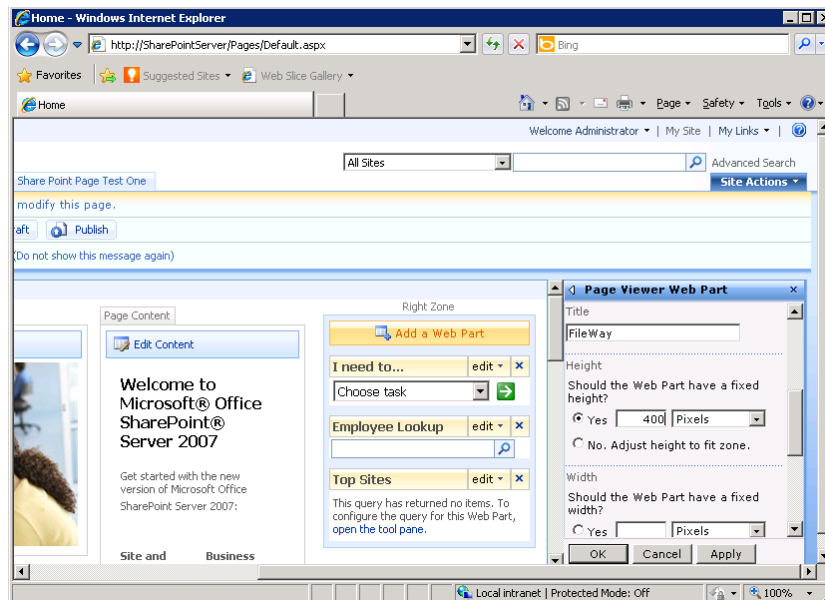 Home - Windows Internet Explorer
http://SharePointServer/Pages/Default.aspx
Bing
Favorites
Suggested Sites
Web Slice Gallery
Home
Page
Safety
Tools
Welcome Administrator | My Site | My Links |
All Sites
Advanced Search
Share Point Page Test One
Site Actions
modify this page.
aft
Publish
(Do not show this message again)
Page Content
Edit Content
Welcome to
Microsoft® Office
SharePoint®
Server 2007
Get started with the new
version of Microsoft Office
SharePoint Server 2007:
Site and Business
Right Zone
Add a Web Part
I need to... edit
Choose task
Employee Lookup edit
Top Sites edit
This query has returned no items. To
configure the query for this Web Part,
open the tool pane.
Page Viewer Web Part
Title
FileWay
Height
Should the Web Part have a fixed
height?
Yes 400 Pixels
No. Adjust height to fit zone.
Width
Should the Web Part have a fixed
width?
Yes Pixels
OK Cancel Apply
Local intranet | Protected Mode: Off
100%